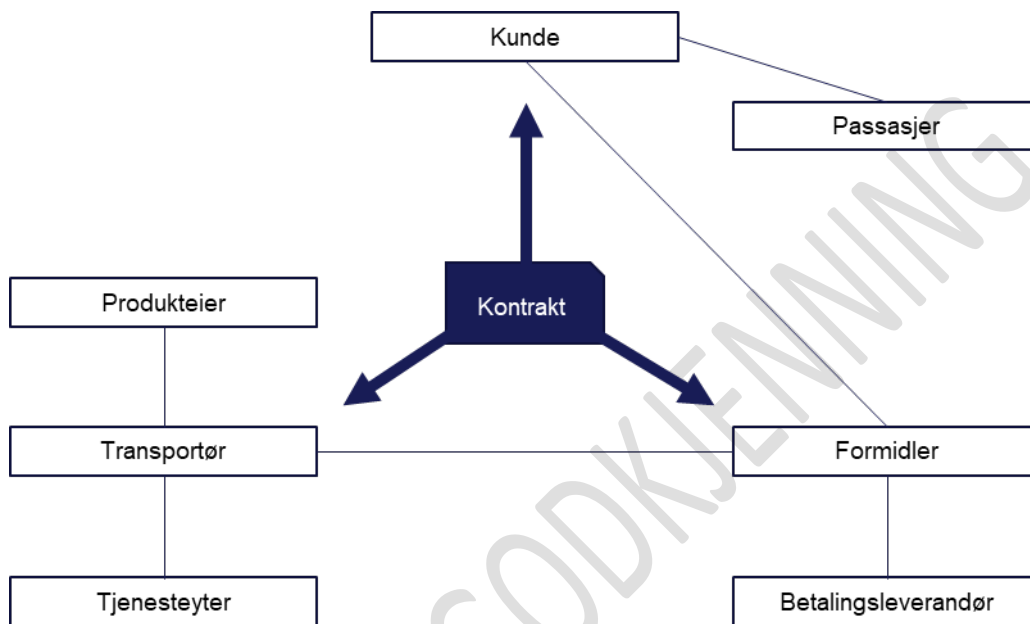 Kunde
Passasjer
Produkteier
Kontrakt
Transportør
Formidler
Tjenesteyter
Betalingsleverandør
GODKJENNING